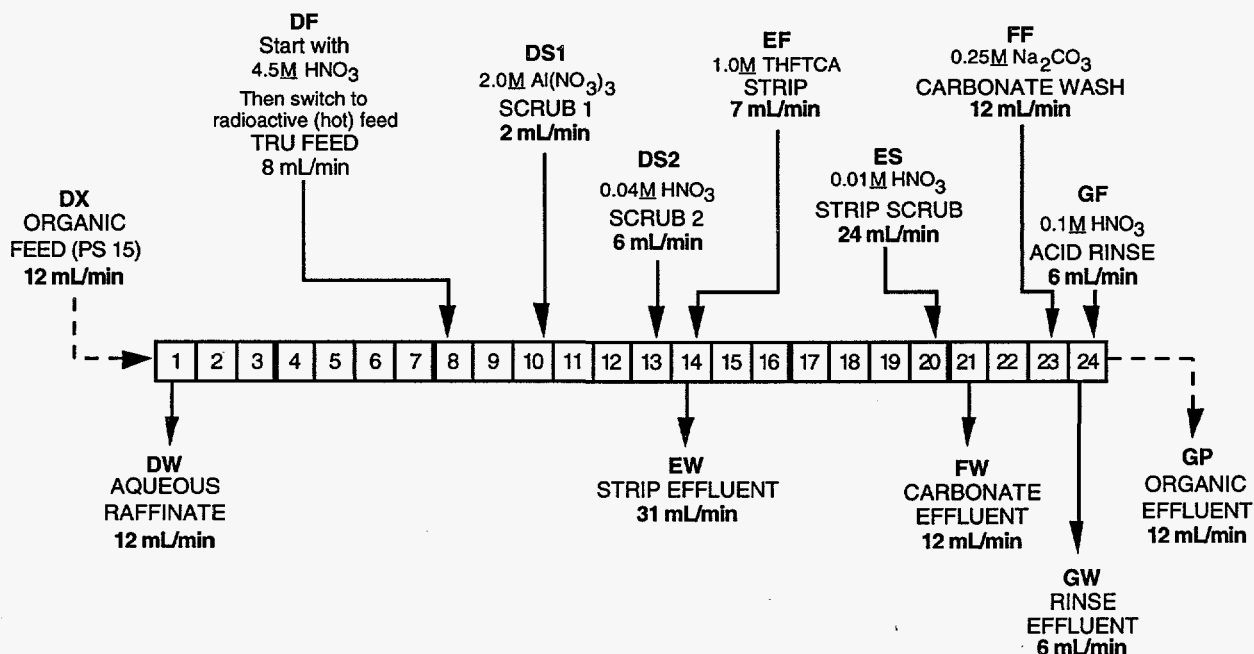 DF
Start with
4.5M HNO₃
Then switch to
radioactive (hot) feed
TRU FEED
8 mL/min
DS1
2.0M Al(NO₃)₃
SCRUB 1
2 mL/min
EF
1.0M THFTCA
STRIP
7 mL/min
FF
0.25M Na₂CO₃
CARBONATE WASH
12 mL/min
DX
ORGANIC
FEED (PS 15)
12 mL/min
DS2
0.04M HNO₃
SCRUB 2
6 mL/min
ES
0.01M HNO₃
STRIP SCRUB
24 mL/min
GF
0.1M HNO₃
ACID RINSE
6 mL/min
1 2 3 4 5 6 7 8 9 10 11 12 13 14 15 16 17 18 19 20 21 22 23 24
DW
AQUEOUS
RAFFINATE
12 mL/min
EW
STRIP EFFLUENT
31 mL/min
FW
CARBONATE
EFFLUENT
12 mL/min
GP
ORGANIC
EFFLUENT
12 mL/min
GW
RINSE
EFFLUENT
6 mL/min